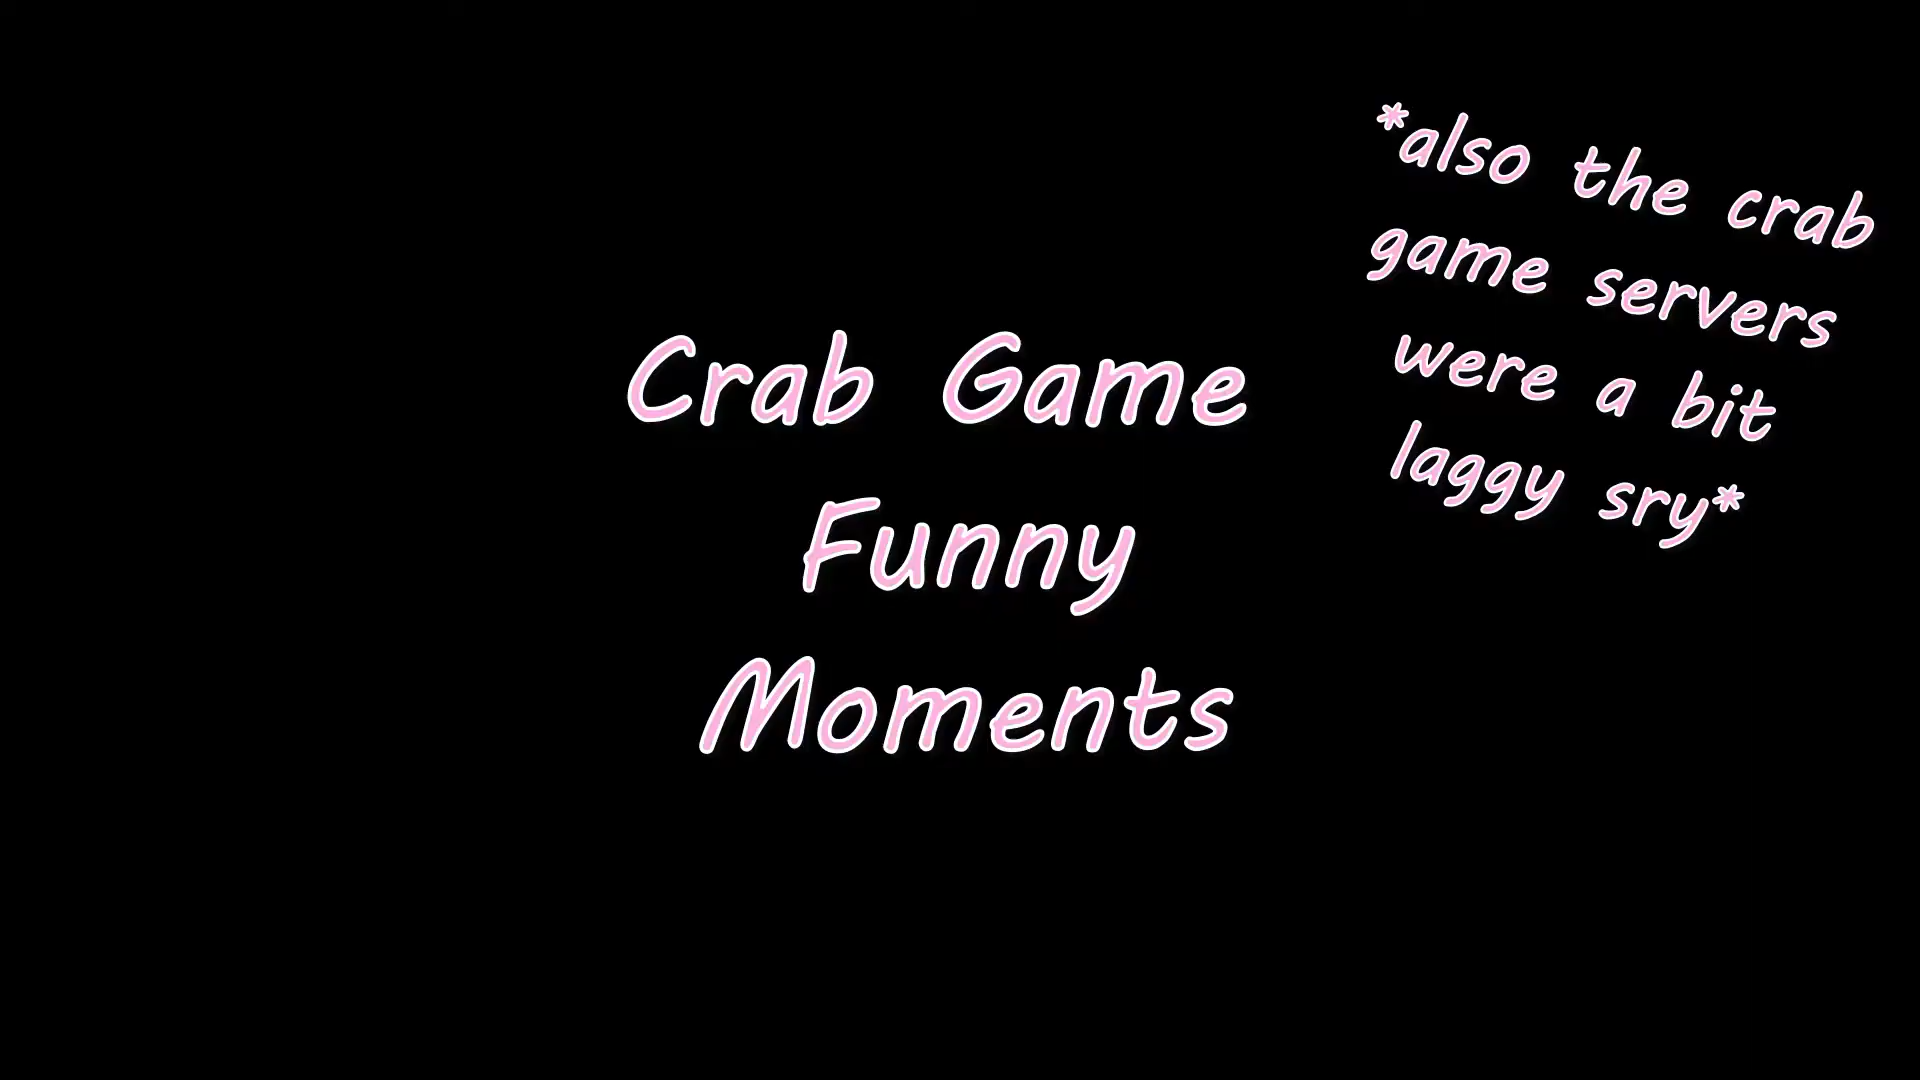 Crab Game
Funny
Moments
*also the crab
game servers
were a bit
laggy sry*